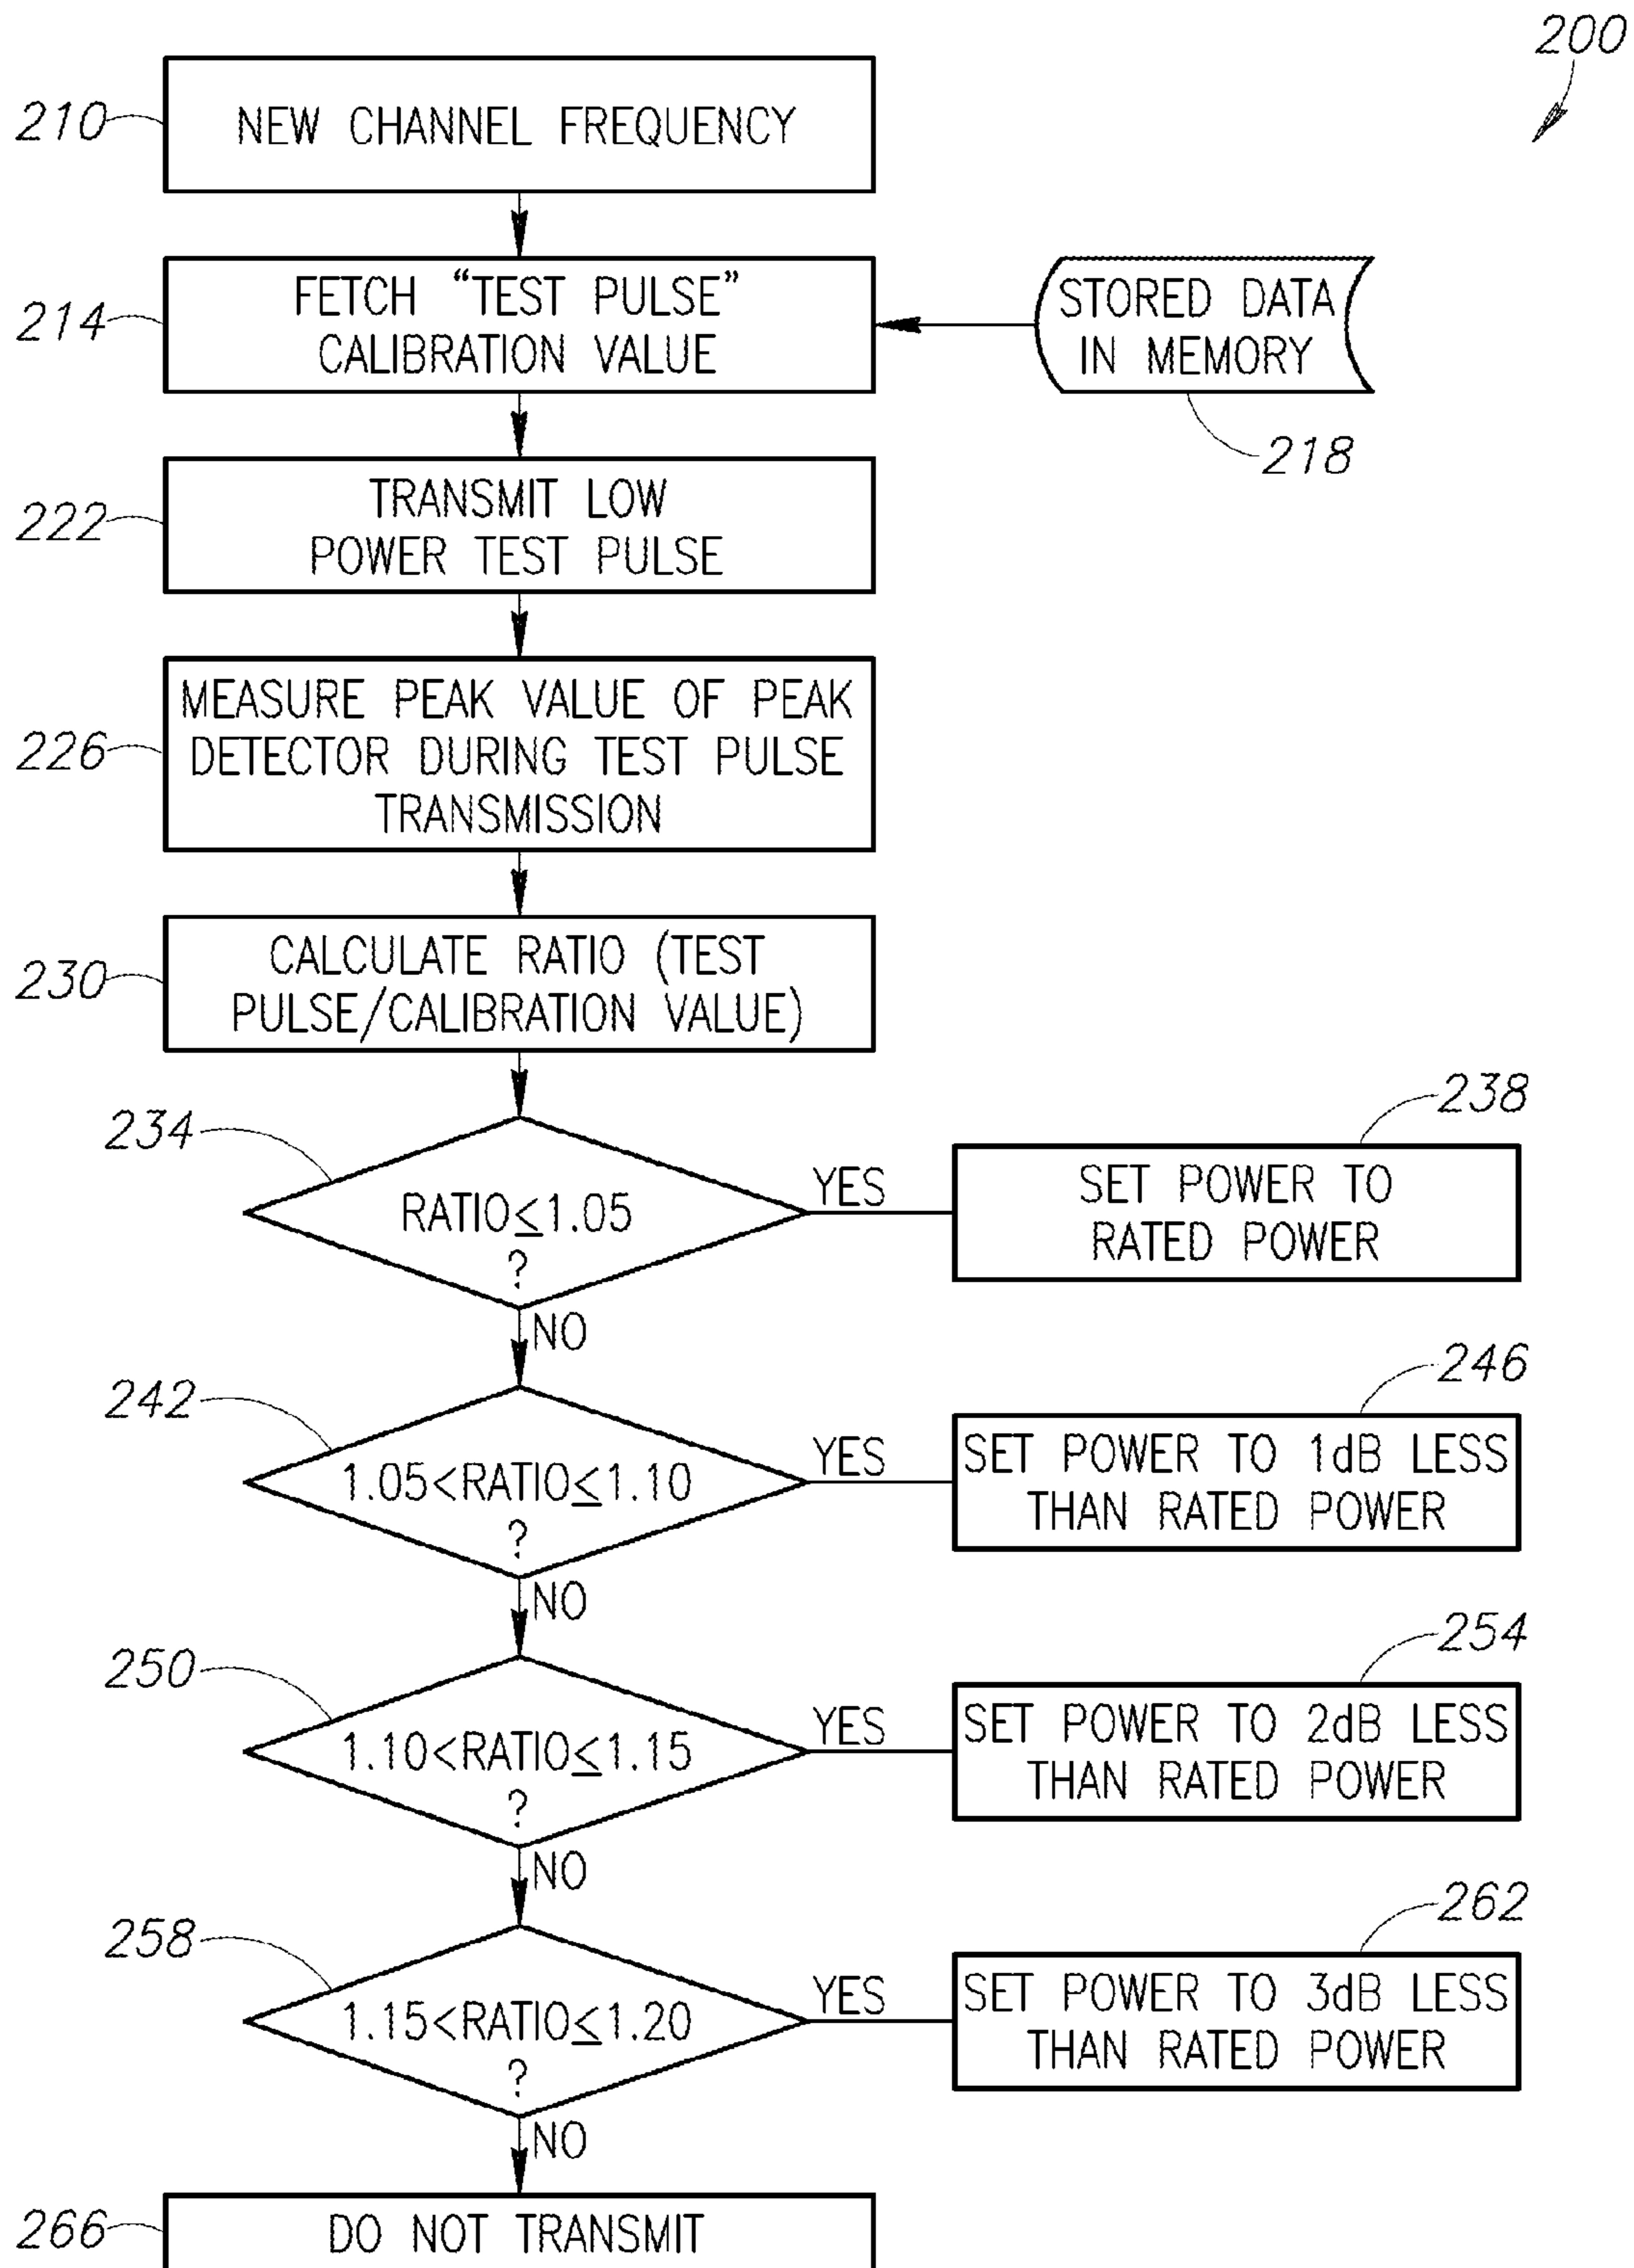 200
210
NEW CHANNEL FREQUENCY
214
FETCH “TEST PULSE”
CALIBRATION VALUE
STORED DATA
IN MEMORY
218
222
TRANSMIT LOW
POWER TEST PULSE
226
MEASURE PEAK VALUE OF PEAK
DETECTOR DURING TEST PULSE
TRANSMISSION
230
CALCULATE RATIO (TEST
PULSE/CALIBRATION VALUE)
234
RATIO≤1.05
?
YES
238
SET POWER TO
RATED POWER
NO
242
1.05<RATIO≤1.10
?
YES
246
SET POWER TO 1dB LESS
THAN RATED POWER
NO
250
1.10<RATIO≤1.15
?
YES
254
SET POWER TO 2dB LESS
THAN RATED POWER
NO
258
1.15<RATIO≤1.20
?
YES
262
SET POWER TO 3dB LESS
THAN RATED POWER
NO
266
DO NOT TRANSMIT